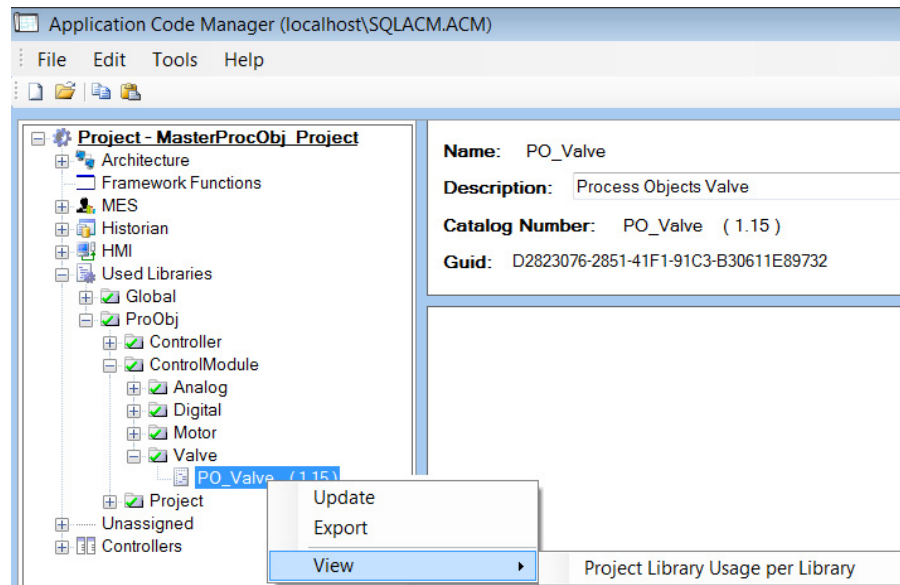 Application Code Manager (localhost\SQLACM.ACM)
File Edit Tools Help
Project - MasterProcObj_Project
Architecture
Framework Functions
MES
Historian
HMI
Used Libraries
Global
ProObj
Controller
ControlModule
Analog
Digital
Motor
Valve
PO_Valve (1.15)
Project
Unassigned
Controllers
Update
Export
View
Project Library Usage per Library
Name: PO_Valve
Description: Process Objects Valve
Catalog Number: PO_Valve ( 1.15 )
Guid: D2823076-2851-41F1-91C3-B30611E89732